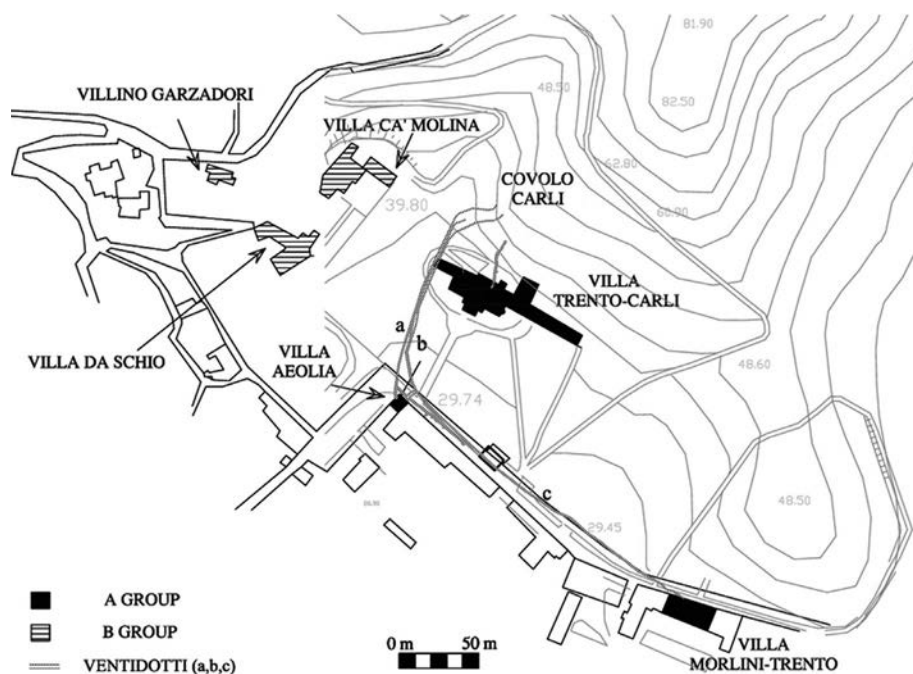 81.90
48.50
82.50
VILLINO GARZADORI
VILLA CA' MOLINA
62.80
COVOLO
CARLI
39.80
60.90
VILLA
TRENTO-CARLI
a
b
VILLA DA SCHIO
VILLA
AEOLIA
48.60
29.74
c
48.50
29.45
A GROUP
B GROUP
VENTIDOTTI (a,b,c)
0 m 50 m
VILLA
MORLINI-TRENTO